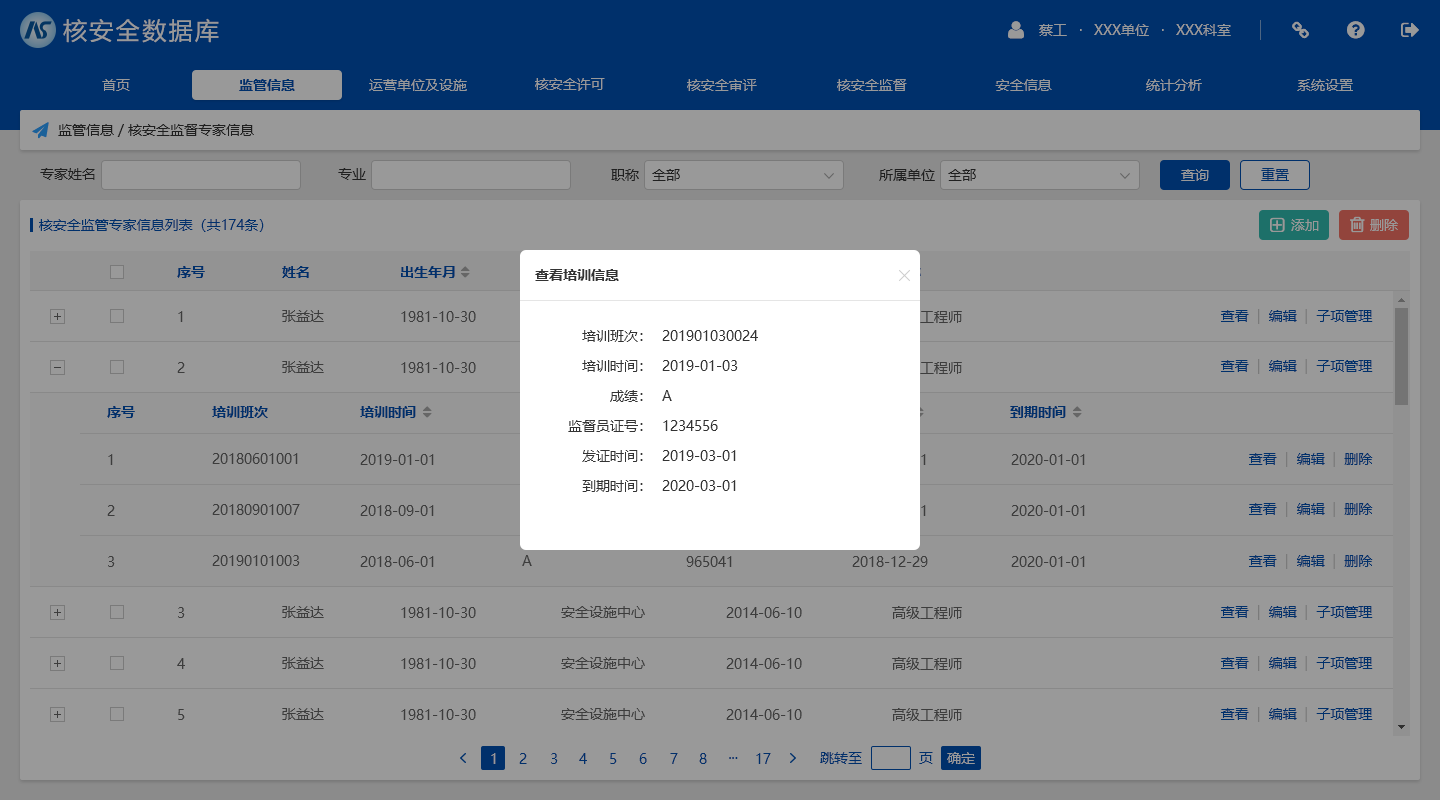 核安全数据库
蔡工 · XXX单位 · XXX科室
首页 监管信息 运营单位及设施 核安全许可 核安全审评 核安全监督 安全信息 统计分析 系统设置
监管信息 / 核安全监督专家信息
专家姓名 专业 职称 全部 所属单位 全部 查询 重置
核安全监管专家信息列表（共174条） 添加 删除
序号 姓名 出生年月
1 张益达 1981-10-30 工程师 查看 编辑 子项管理
2 张益达 1981-10-30 工程师 查看 编辑 子项管理
序号 培训班次 培训时间 到期时间
1 20180601001 2019-01-01 1 2020-01-01 查看 编辑 删除
2 20180901007 2018-09-01 1 2020-01-01 查看 编辑 删除
3 20190101003 2018-06-01 A 965041 2018-12-29 2020-01-01 查看 编辑 删除
3 张益达 1981-10-30 安全设施中心 2014-06-10 高级工程师 查看 编辑 子项管理
4 张益达 1981-10-30 安全设施中心 2014-06-10 高级工程师 查看 编辑 子项管理
5 张益达 1981-10-30 安全设施中心 2014-06-10 高级工程师 查看 编辑 子项管理
1 2 3 4 5 6 7 8 ··· 17 跳转至 页 确定
查看培训信息
培训班次： 201901030024
培训时间： 2019-01-03
成绩： A
监督员证号： 1234556
发证时间： 2019-03-01
到期时间： 2020-03-01